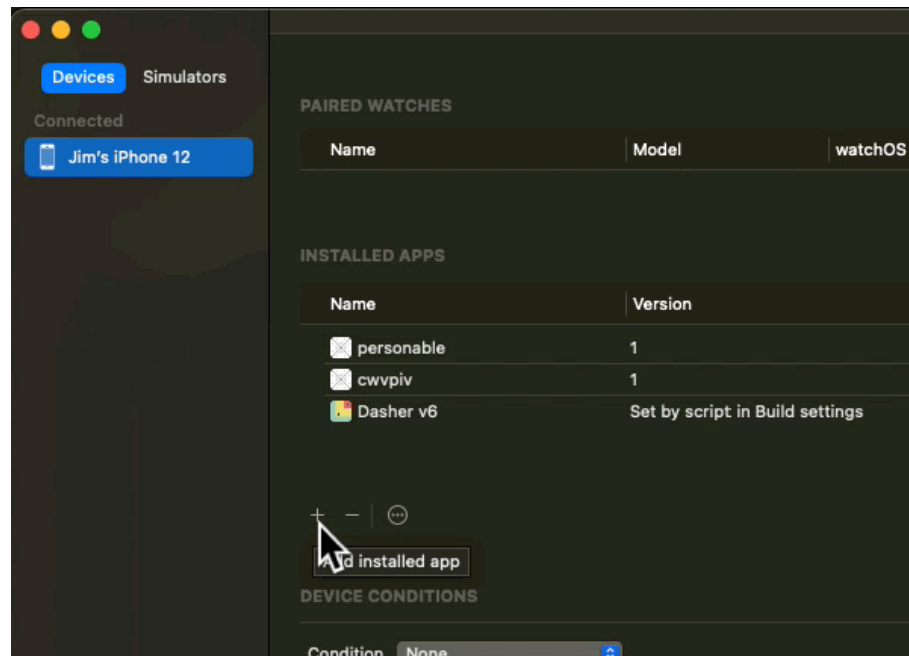 Devices Simulators
Connected
Jim's iPhone 12
PAIRED WATCHES
Name Model watchOS
INSTALLED APPS
Name Version
personable 1
cwvpiv 1
Dasher v6 Set by script in Build settings
+ −
Add installed app
DEVICE CONDITIONS
Condition None